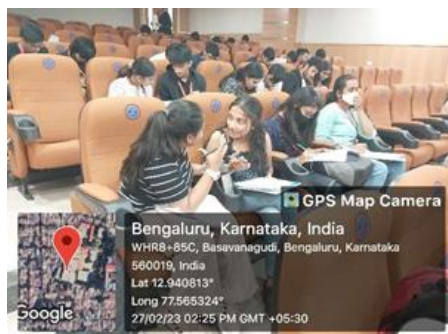 GPS Map Camera
Bengaluru, Karnataka, India
WHR8+85C, Basavanagudi, Bengaluru, Karnataka
560019, India
Lat 12.940813°
Long 77.565324°
27/02/23 02:25 PM GMT +05:30
Google